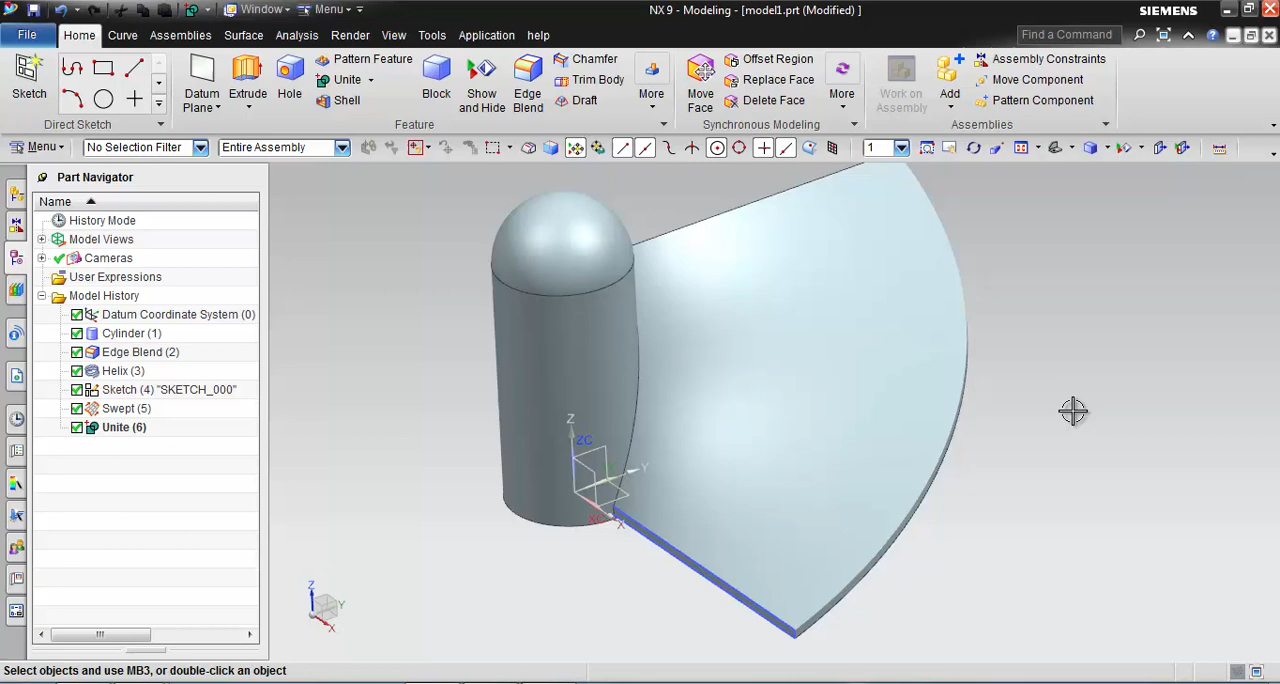 Window Menu NX 9 - Modeling - [model1.prt (Modified) ] SIEMENS
File Home Curve Assemblies Surface Analysis Render View Tools Application help Find a Command
Sketch
Direct Sketch
Datum Plane Extrude Hole
Pattern Feature
Unite
Shell
Block Show and Hide Edge Blend
Chamfer
Trim Body
Draft
More
Feature
Move Face
Offset Region
Replace Face
Delete Face
More
Synchronous Modeling
Work on Assembly Add
Assembly Constraints
Move Component
Pattern Component
Assemblies
Menu No Selection Filter Entire Assembly 1
Part Navigator
Name
History Mode
Model Views
Cameras
User Expressions
Model History
Datum Coordinate System (0)
Cylinder (1)
Edge Blend (2)
Helix (3)
Sketch (4) "SKETCH_000"
Swept (5)
Unite (6)
Z
ZC
Y
XC
X
Z
Y
X
Select objects and use MB3, or double-click an object